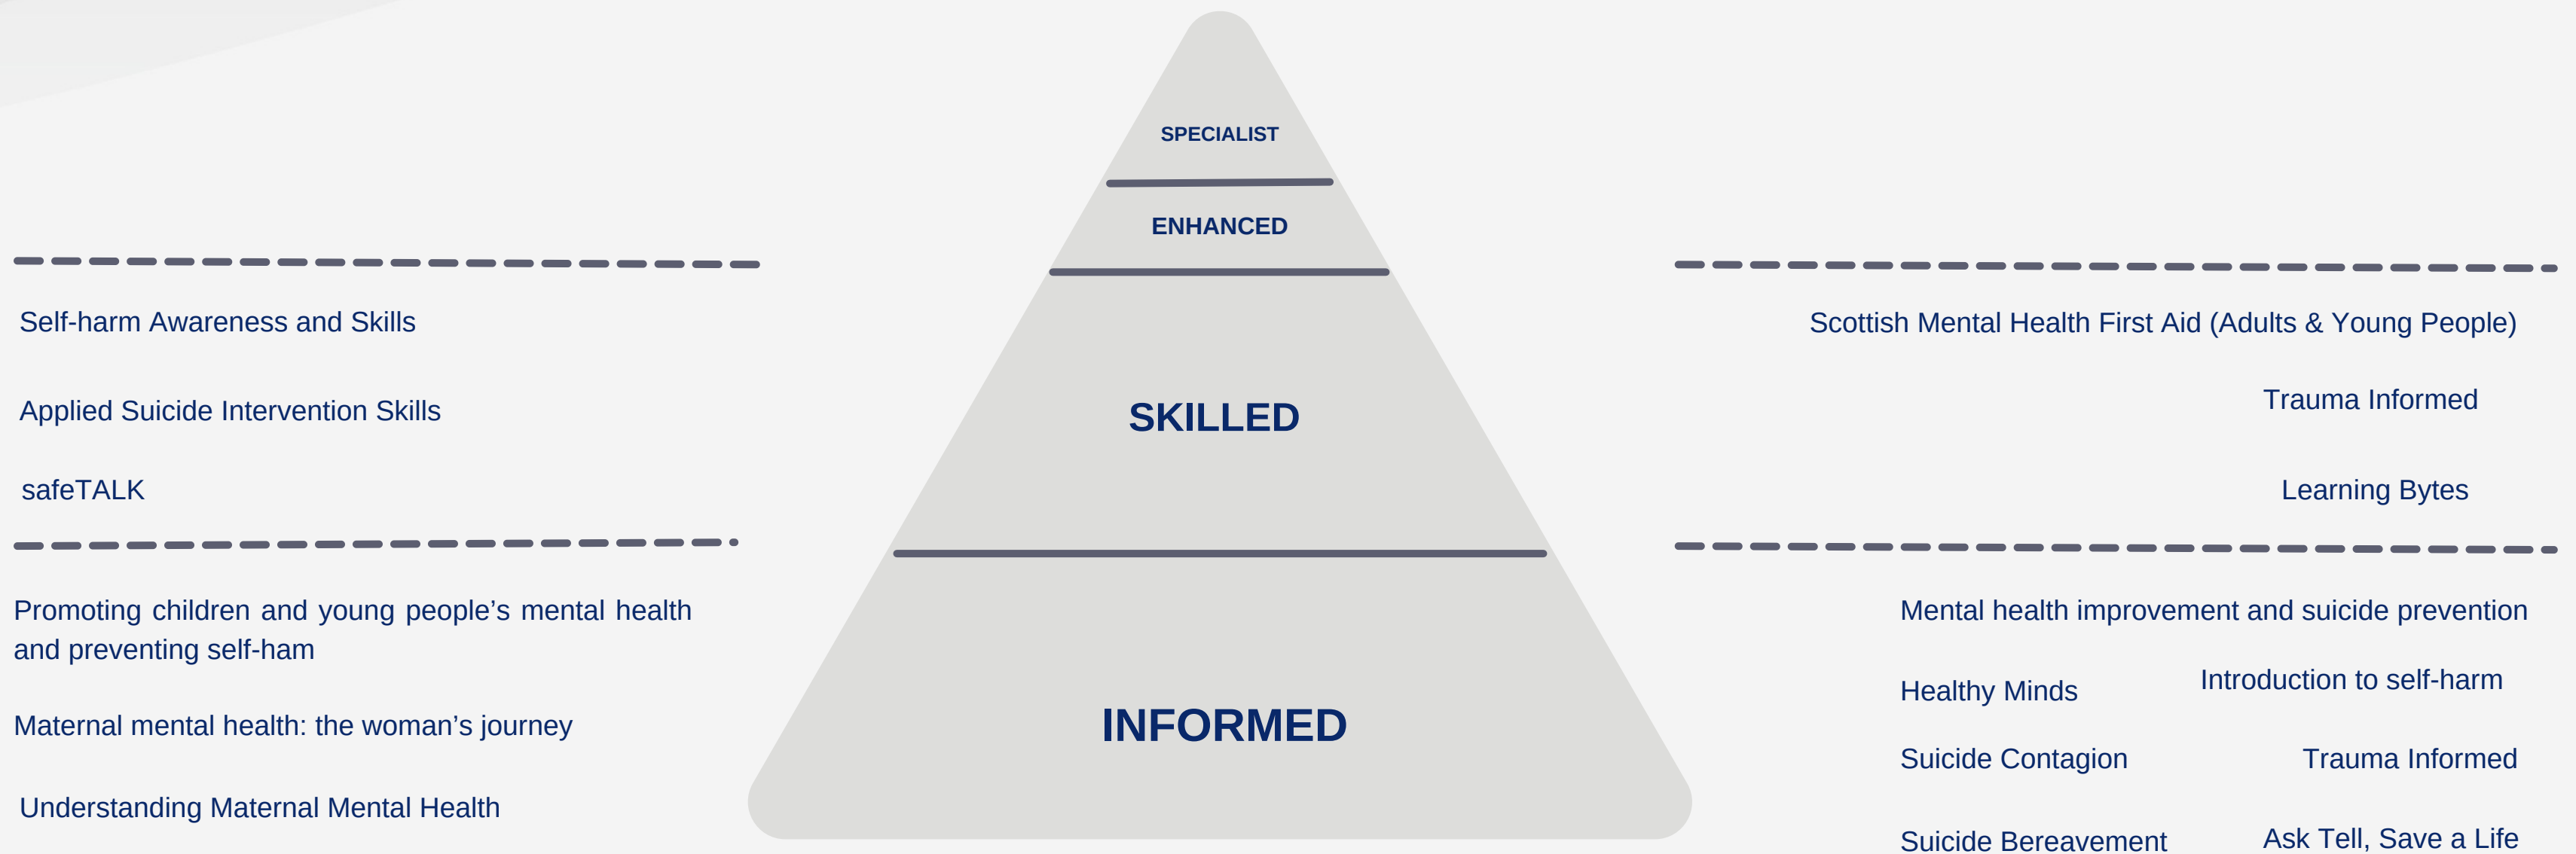 SPECIALIST
ENHANCED
Self-harm Awareness and Skills
Applied Suicide Intervention Skills
safeTALK
SKILLED
Scottish Mental Health First Aid (Adults & Young People)
Trauma Informed
Learning Bytes
Promoting children and young people’s mental health
and preventing self-ham
Maternal mental health: the woman’s journey
Understanding Maternal Mental Health
INFORMED
Mental health improvement and suicide prevention
Healthy Minds
Introduction to self-harm
Suicide Contagion
Trauma Informed
Suicide Bereavement
Ask Tell, Save a Life